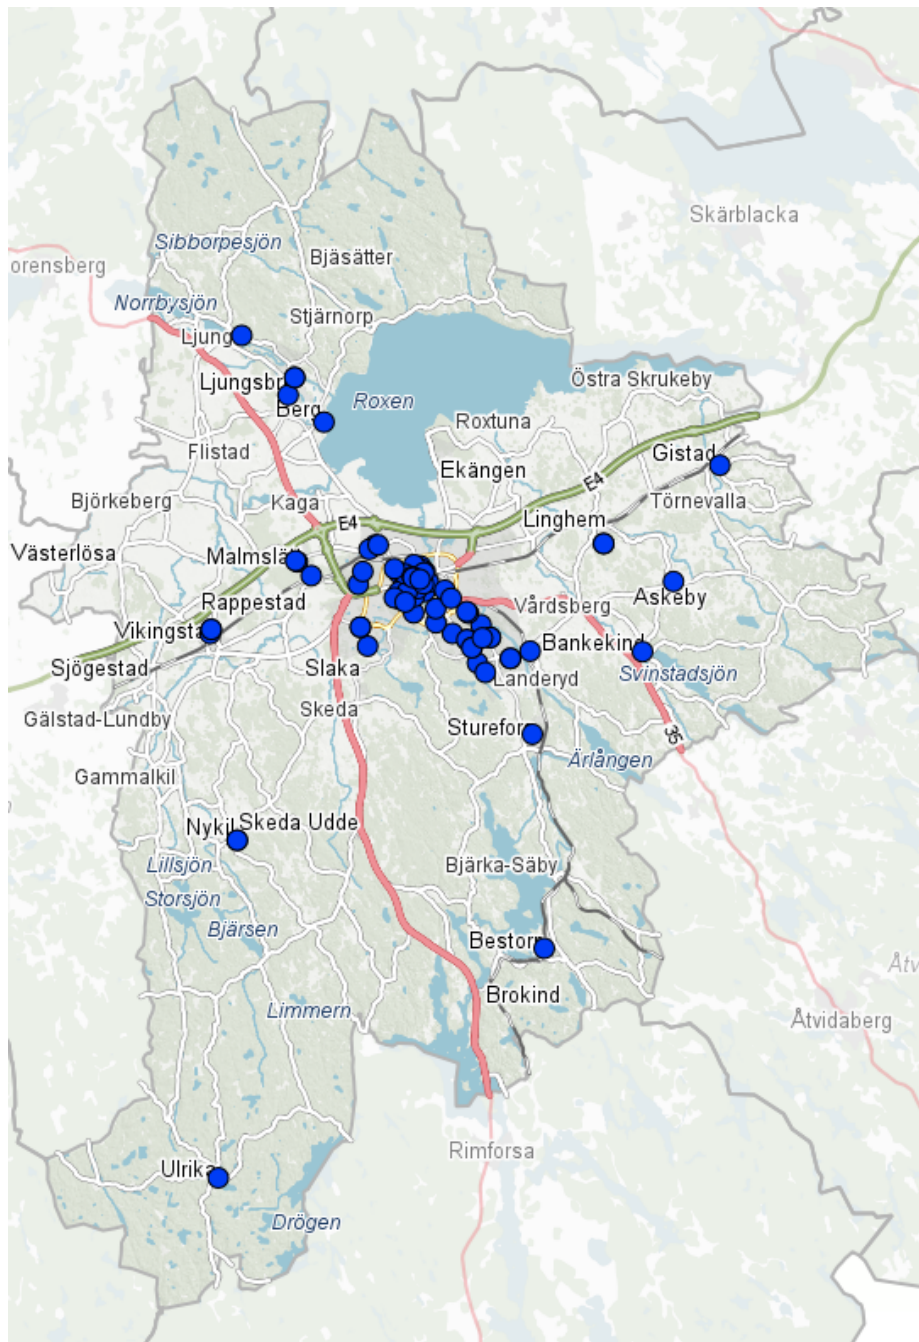 Skärblacka
Sibborpesjön
Bjäsätter
orensberg
Norrbysjön
Stjärnorp
Ljung
Ljungsbr
Östra Skrukeby
Berg
Roxen
Roxtuna
Flistad
Ekängen
Gistad
E4
Björkeberg
Kaga
Törnevalla
E4
Linghem
Västerlösa
Malmslätt
Askeby
Rappestad
Vårdsberg
Vikingsta
Bankekind
Sjögestad
Slaka
Landeryd
Svinstadsjön
Skeda
Gälstad-Lundby
Sturefor
35
Ärlången
Gammalkil
Nykil
Skeda Udde
Lillsjön
Bjärka-Säby
Storsjön
Bjärsen
Bestorp
Åtv
Brokind
Limmern
Åtvidaberg
Rimforsa
Ulrika
Drögen